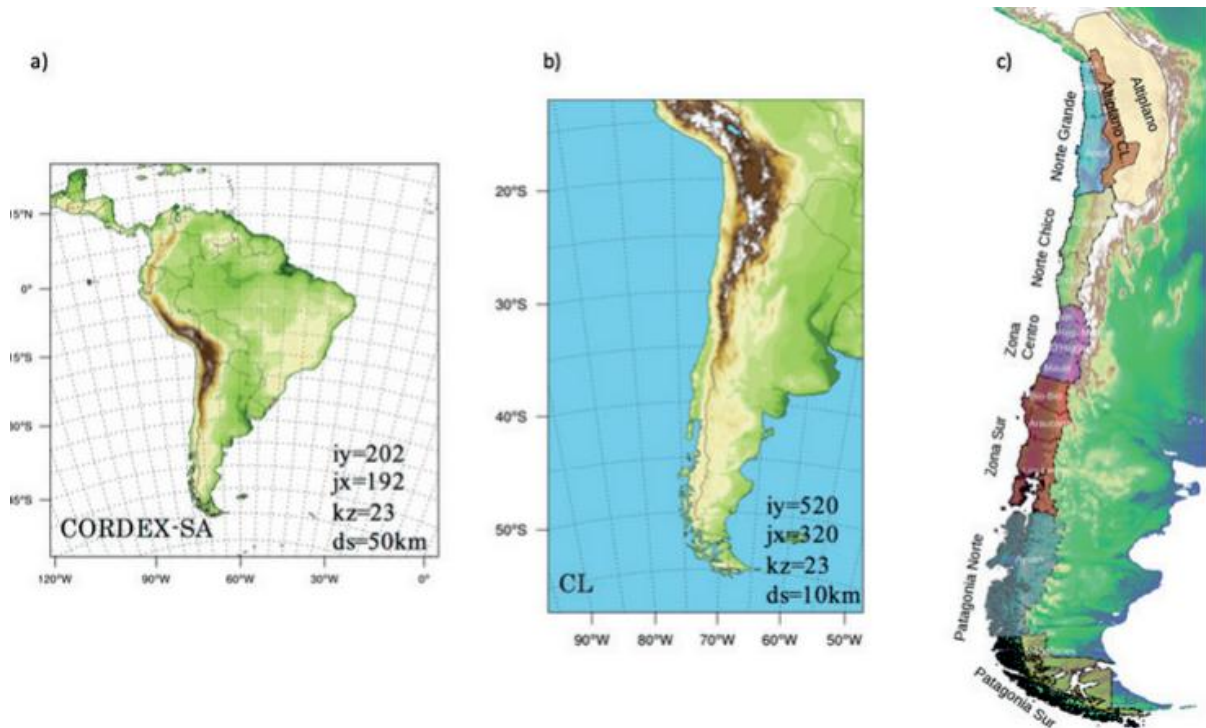 a)
15°N
0°
15°S
30°S
45°S
CORDEX-SA
iy=202
jx=192
kz=23
ds=50km
120°W 90°W 60°W 30°W 0°
b)
20°S
30°S
40°S
50°S
CL
iy=520
jx=320
kz=23
ds=10km
90°W 80°W 70°W 60°W 50°W
c)
Altiplano
Altiplano CL
Norte Grande
Norte Chico
Zona
Centro
Zona Sur
Patagonia Norte
Patagonia Sur